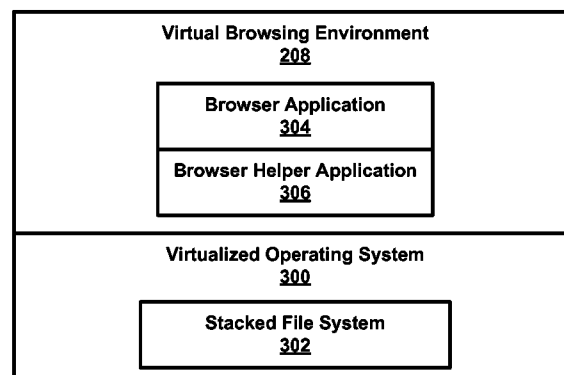 Virtual Browsing Environment
208
Browser Application
304
Browser Helper Application
306
Virtualized Operating System
300
Stacked File System
302